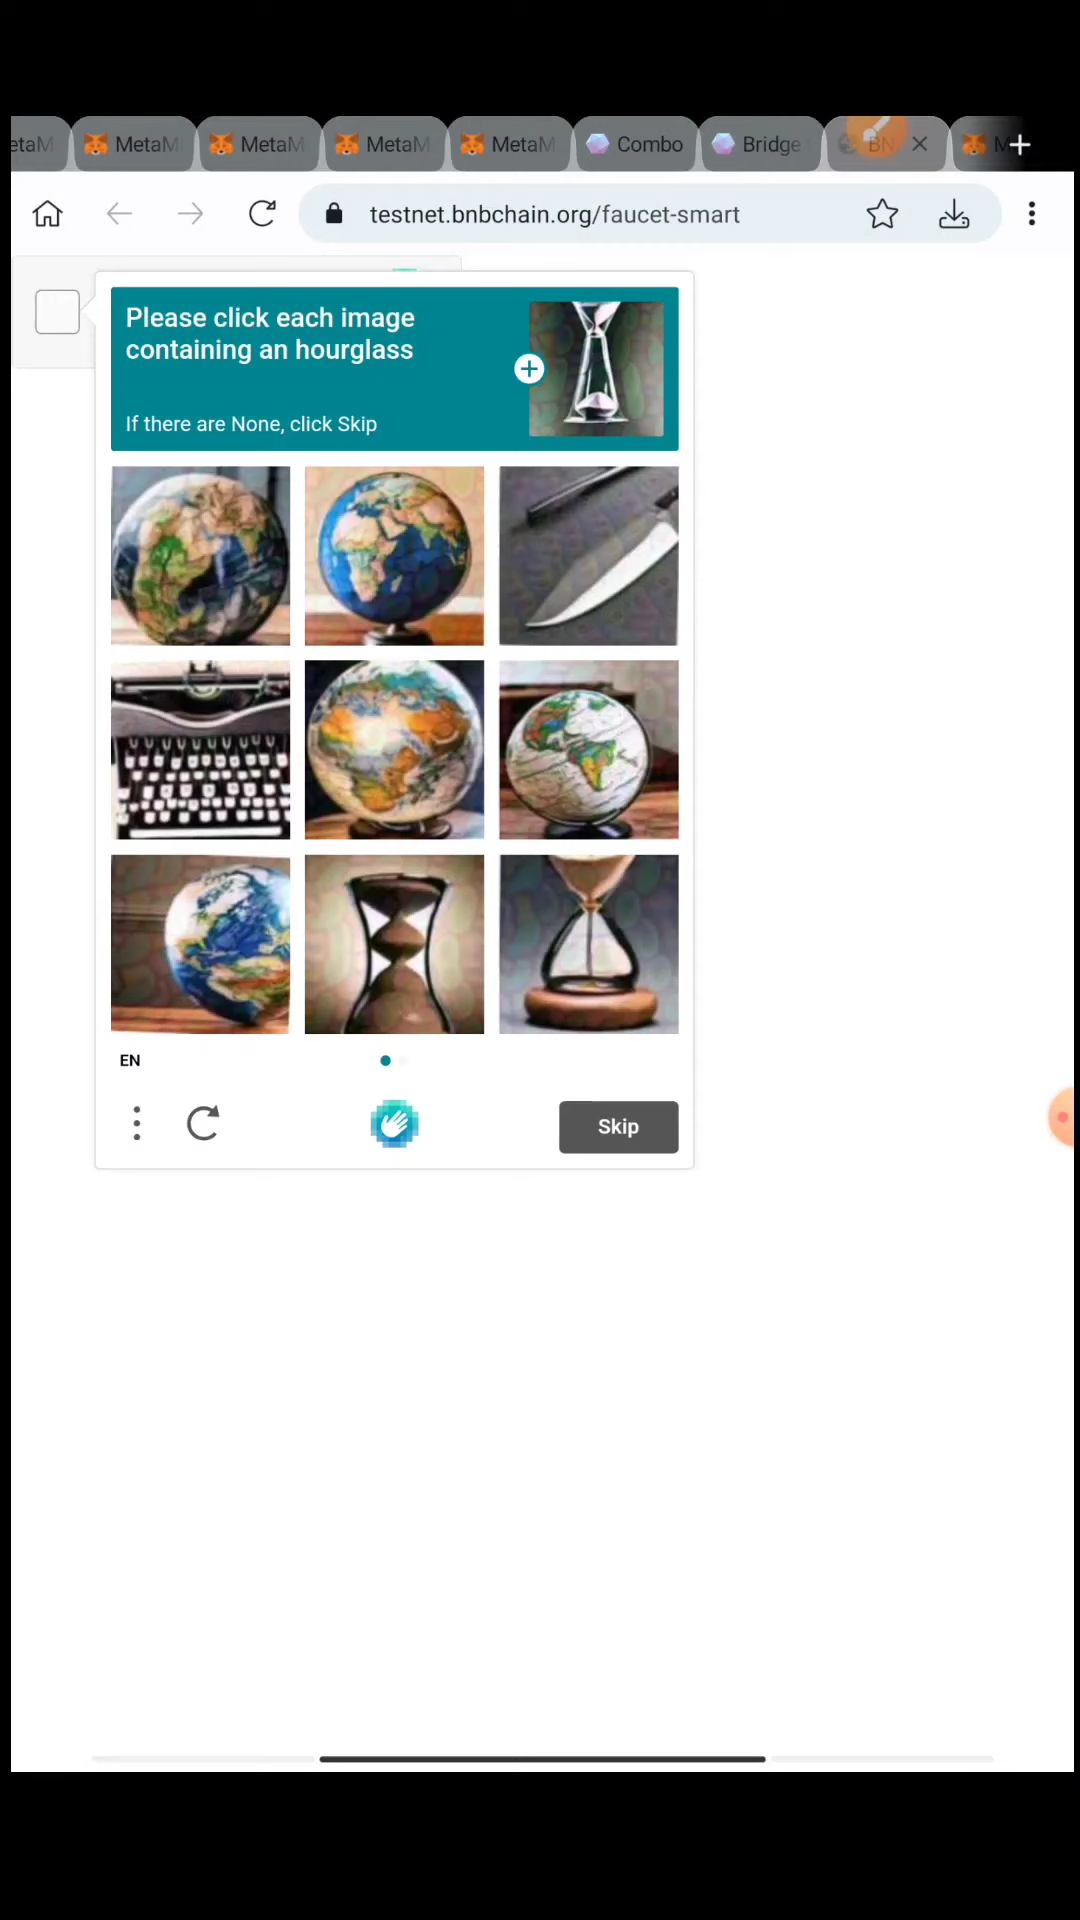 etaM
MetaM
MetaM
MetaM
MetaM
Combo
Bridge
BN
M
testnet.bnbchain.org/faucet-smart
Please click each image
containing an hourglass
If there are None, click Skip
EN
Skip